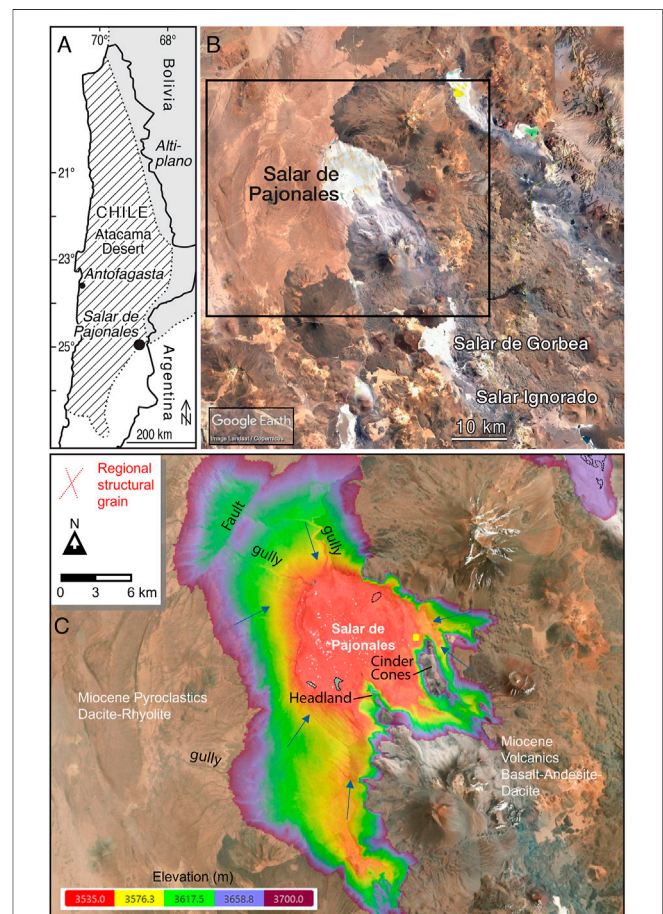 A
70°
68°
Bolivia
Alti-
plano
21°
CHILE
Atacama
Desert
23°
Antofagasta
Salar de
Pajonales
25°
Argentina
N
200 km
B
Salar de
Pajonales
Salar de Gorbea
Salar Ignorado
Google Earth
Image Landsat / Copernicus
10 km
Regional
structural
grain
N
0 3 6 km
C
Fault
gully
gully
Salar de
Pajonales
Cinder
Cones
Headland
Miocene Pyroclastics
Dacite-Rhyolite
gully
Miocene
Volcanics
Basalt-Andesite-
Dacite
Elevation (m)
3535.0 3576.3 3617.5 3658.8 3700.0